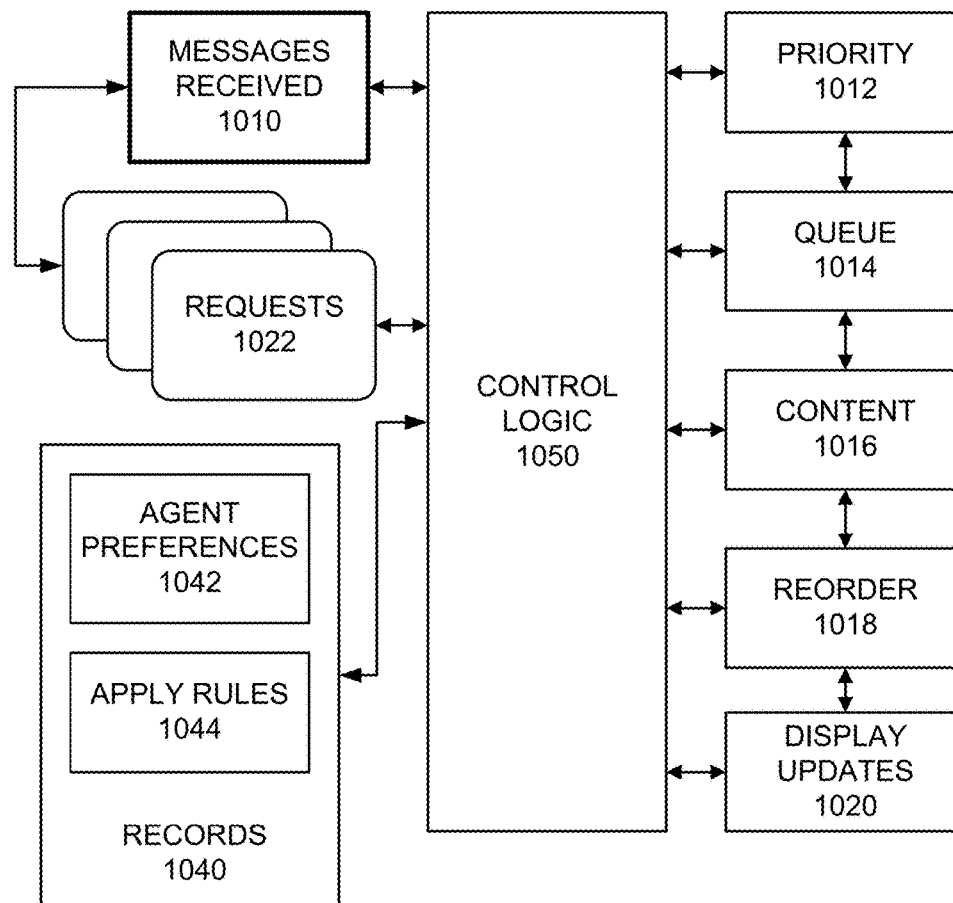 MESSAGES
RECEIVED
1010
REQUESTS
1022
AGENT
PREFERENCES
1042
APPLY RULES
1044
RECORDS
1040
CONTROL
LOGIC
1050
PRIORITY
1012
QUEUE
1014
CONTENT
1016
REORDER
1018
DISPLAY
UPDATES
1020